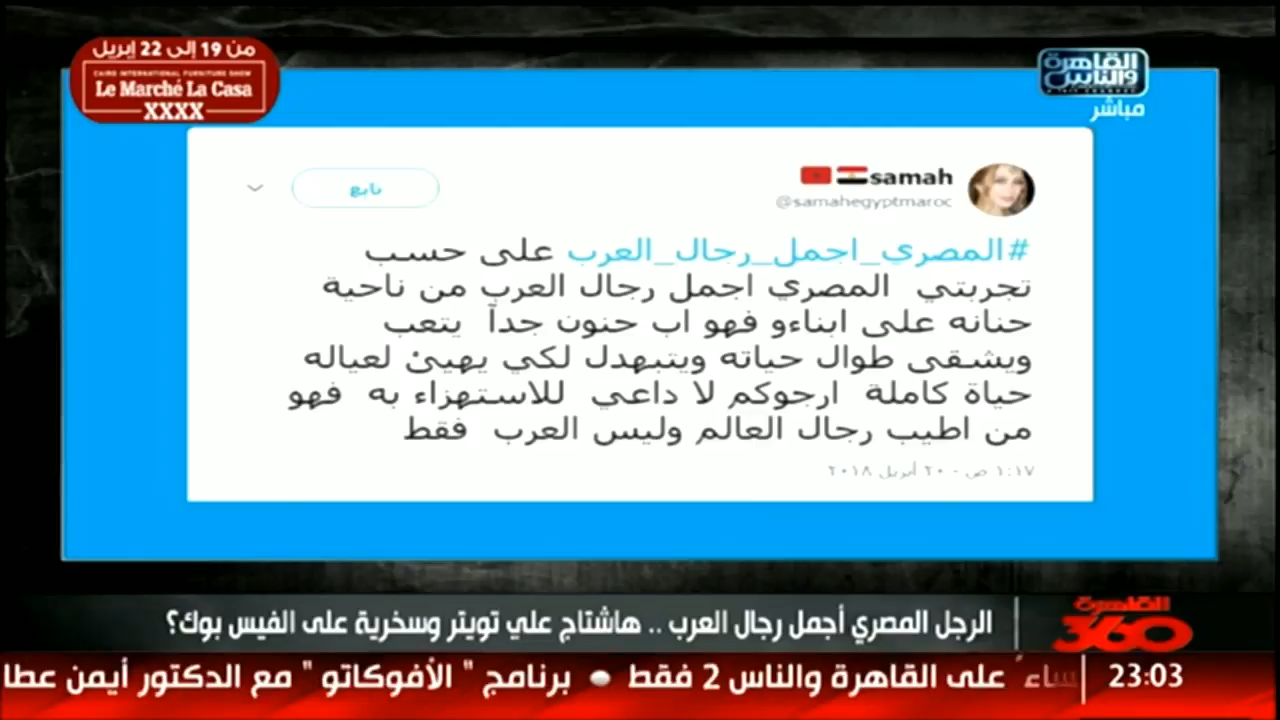 من 19 إلى 22 إبريل
CAIRO INTERNATIONAL FURNITURE SHOW
Le Marché La Casa
XXXX
القاهرة
والناس
مباشر
samah
@samahegyptmaroc
تابع
#المصري_اجمل_رجال_العرب على حسب
تجربتي المصري اجمل رجال العرب من ناحية
حنانه على ابناءو فهو اب حنون جدآ يتعب
ويشقى طوال حياته ويتبهدل لكي يهيئ لعياله
حياة كاملة ارجوكم لا داعي للاستهزاء به فهو
من اطيب رجال العالم وليس العرب فقط
١:١٧ ص - ٢٠ أبريل ٢٠١٨
الرجل المصري أجمل رجال العرب .. هاشتاج علي تويتر وسخرية على الفيس بوك؟
القاهرة
360
على القاهرة والناس 2 فقط • برنامج " الأفوكاتو " مع الدكتور أيمن عطا
23:03